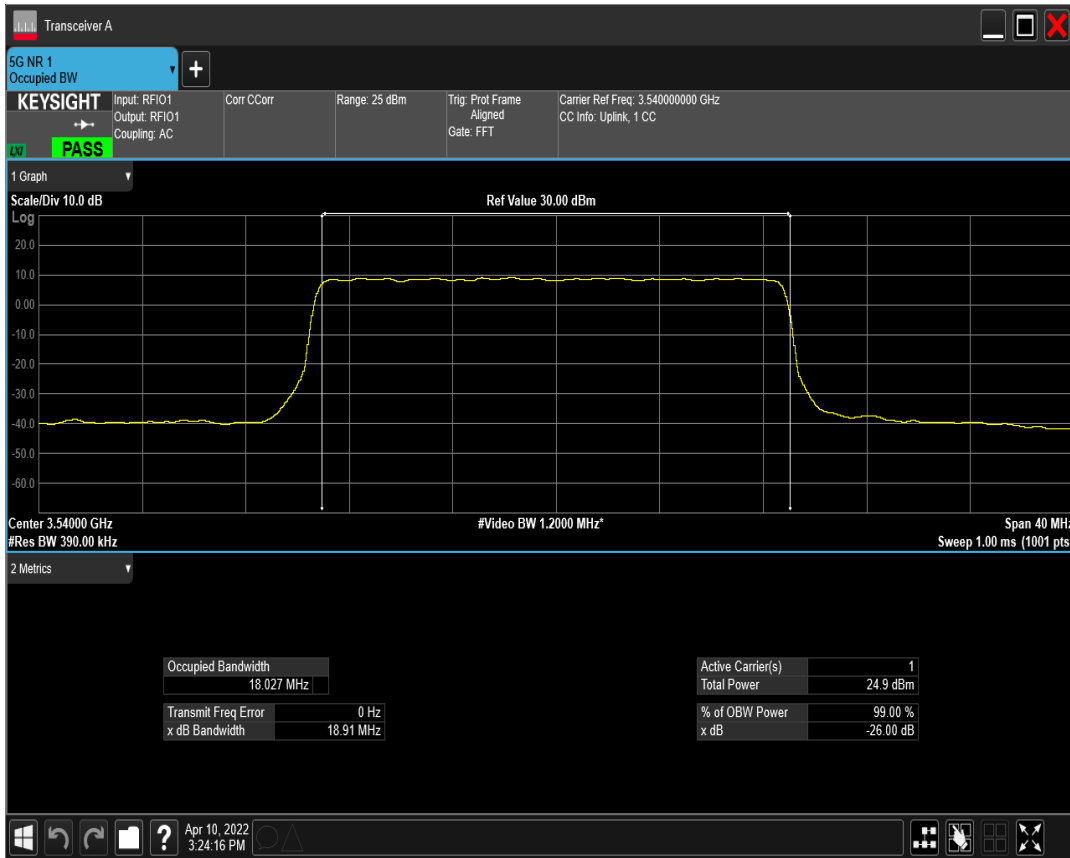 Transceiver A
5G NR 1
Occupied BW
+
KEYSIGHT
LXI
PASS
Input: RFIO1
Output: RFIO1
Coupling: AC
Corr CCorr
Range: 25 dBm
Trig: Prot Frame
Aligned
Gate: FFT
Carrier Ref Freq: 3.540000000 GHz
CC Info: Uplink, 1 CC
1 Graph
Scale/Div 10.0 dB
Ref Value 30.00 dBm
Log
20.0
10.0
0.00
-10.0
-20.0
-30.0
-40.0
-50.0
-60.0
Center 3.54000 GHz
#Video BW 1.2000 MHz*
Span 40 MHz
#Res BW 390.00 kHz
Sweep 1.00 ms (1001 pts
2 Metrics
Occupied Bandwidth
18.027 MHz
Transmit Freq Error 0 Hz
x dB Bandwidth 18.91 MHz
Active Carrier(s) 1
Total Power 24.9 dBm
% of OBW Power 99.00 %
x dB -26.00 dB
?
Apr 10, 2022
3:24:16 PM